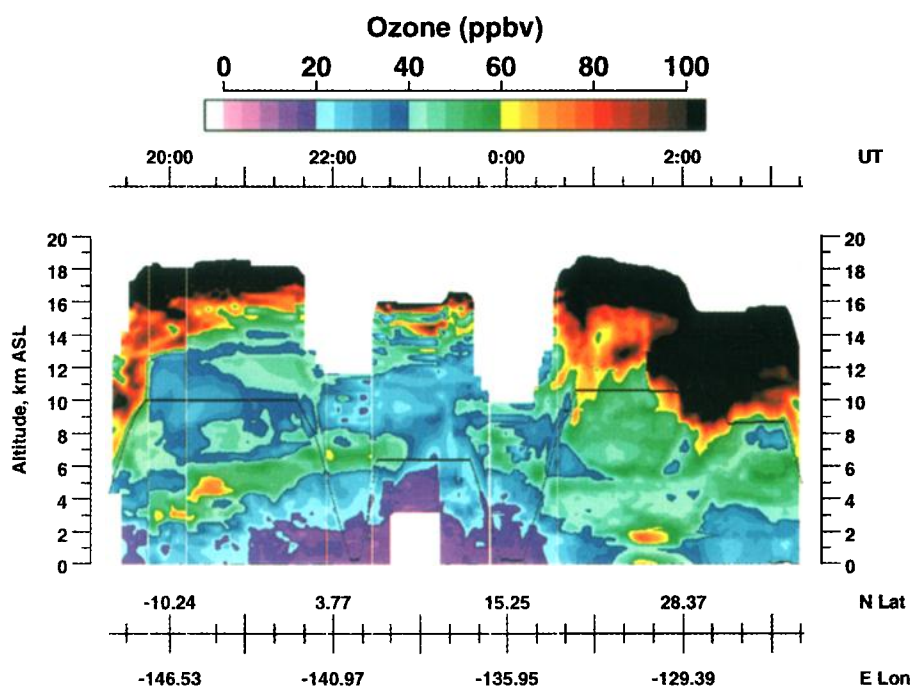 Ozone (ppbv)
0 20 40 60 80 100
20:00 22:00 0:00 2:00 UT
20 20
18 18
16 16
14 14
12 12
10 10
8 8
6 6
4 4
2 2
0 0
Altitude, km ASL
-10.24 3.77 15.25 28.37 N Lat
-146.53 -140.97 -135.95 -129.39 E Lon